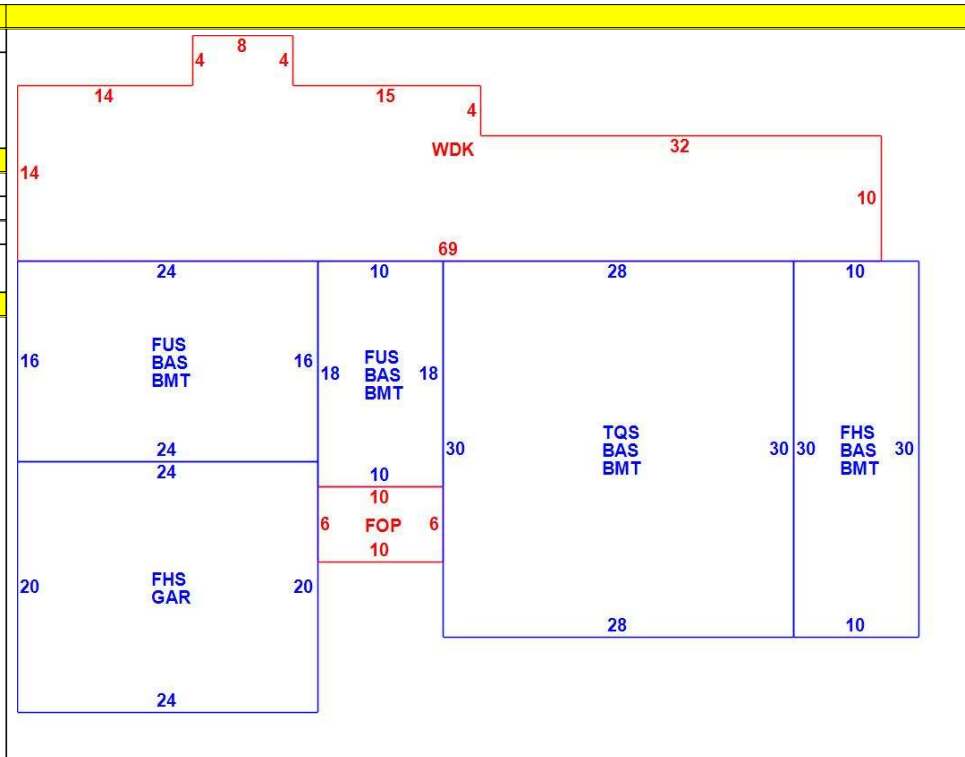 8
4 4
14 15
4
WDK 32
14
10
69
24 10 28 10
FUS
BAS
BMT
16 16
FUS
BAS
BMT
18 18
24
24
10
10
6 FOP 6
10
TQS
BAS
BMT
30 30
FHS
BAS
BMT
30 30
FHS
GAR
20 20
28 10
24